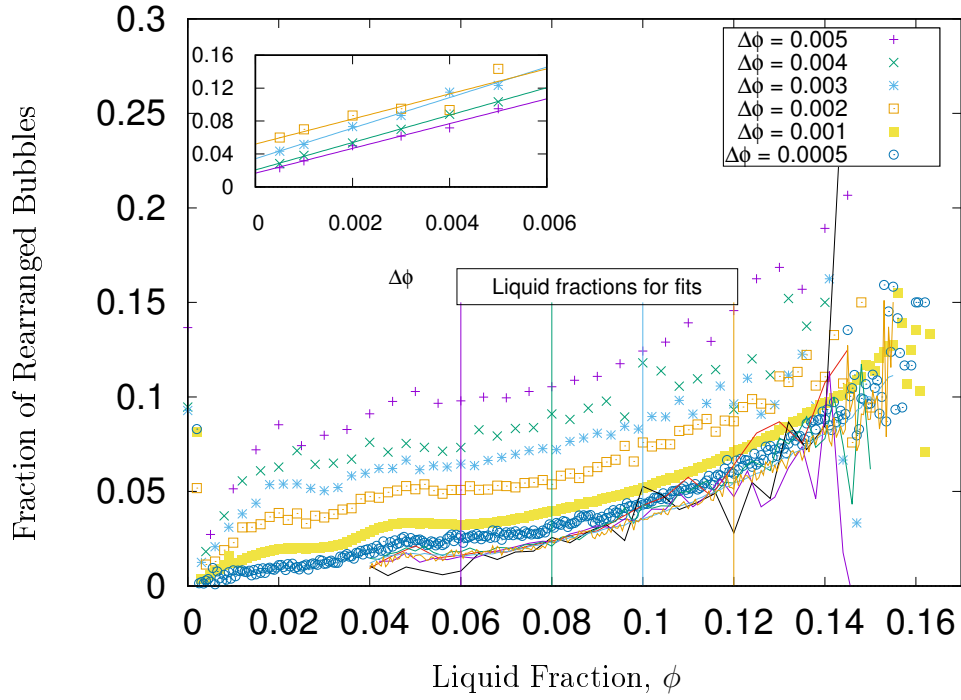 0.3
0.25
0.2
0.15
0.1
0.05
0
Fraction of Rearranged Bubbles
0.16
0.12
0.08
0.04
0
0 0.002 0.004 0.006
Δϕ
Δϕ = 0.005
Δϕ = 0.004
Δϕ = 0.003
Δϕ = 0.002
Δϕ = 0.001
Δϕ = 0.0005
Liquid fractions for fits
0 0.02 0.04 0.06 0.08 0.10 0.12 0.14 0.16
Liquid Fraction, ϕ